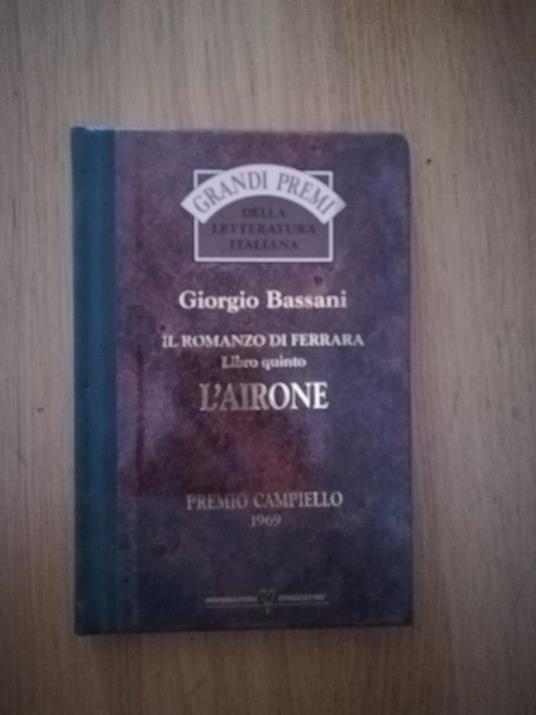 GRANDI PREMI
DELLA
LETTERATURA
ITALIANA
Giorgio Bassani
IL ROMANZO DI FERRARA
Libro quinto
L'AIRONE
PREMIO CAMPIELLO
1969